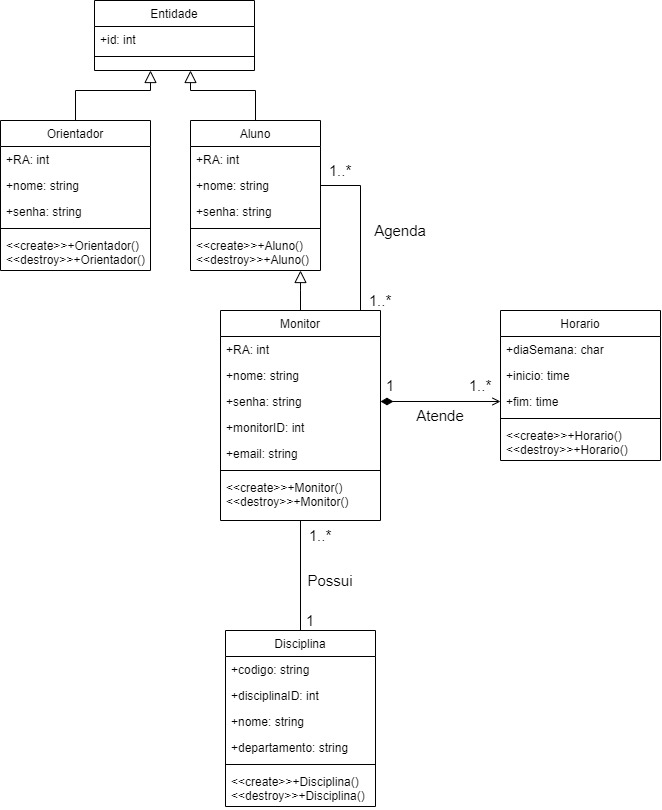 Entidade
+id: int
Orientador
+RA: int
+nome: string
+senha: string
<<create>>+Orientador()
<<destroy>>+Orientador()
Aluno
+RA: int
+nome: string
+senha: string
<<create>>+Aluno()
<<destroy>>+Aluno()
1..*
Agenda
1..*
Monitor
+RA: int
+nome: string
+senha: string
+monitorID: int
+email: string
<<create>>+Monitor()
<<destroy>>+Monitor()
1
1..*
Atende
Horario
+diaSemana: char
+inicio: time
+fim: time
<<create>>+Horario()
<<destroy>>+Horario()
1..*
Possui
1
Disciplina
+codigo: string
+disciplinaID: int
+nome: string
+departamento: string
<<create>>+Disciplina()
<<destroy>>+Disciplina()